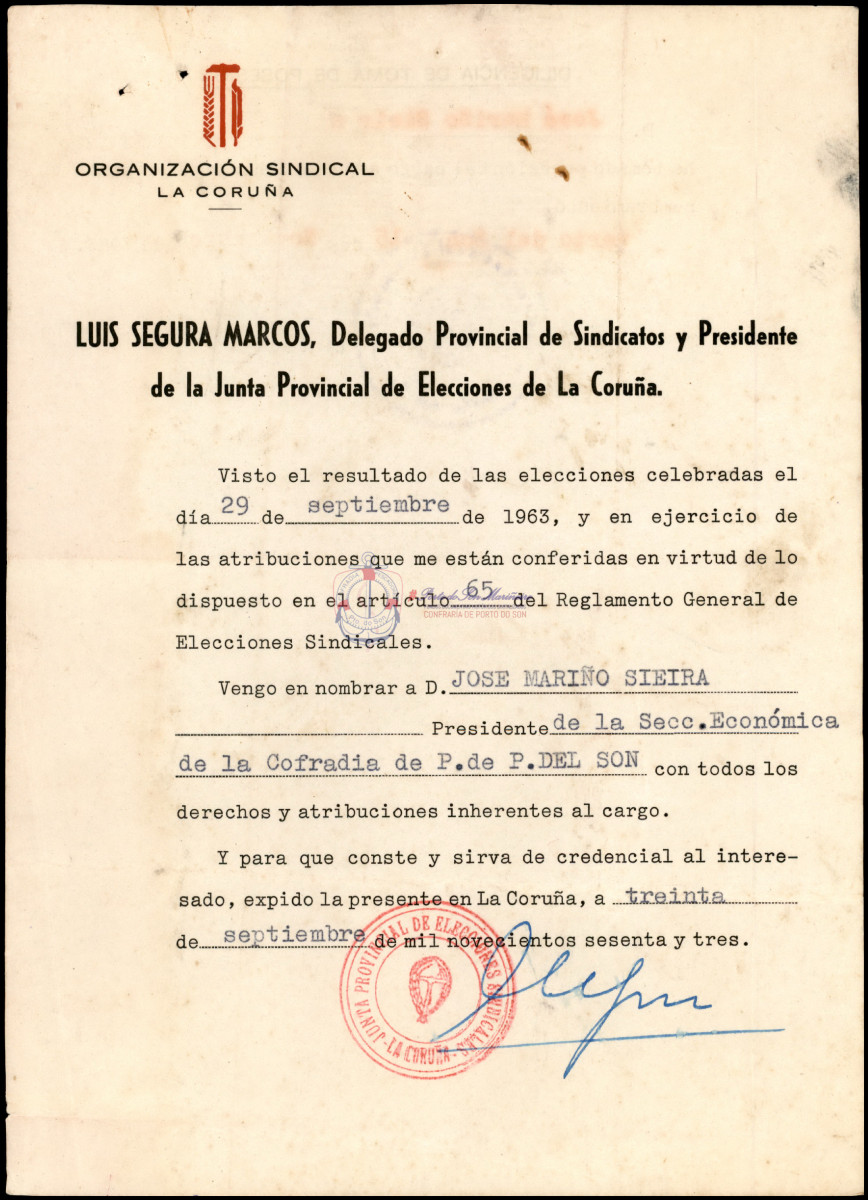 ORGANIZACIÓN SINDICAL
LA CORUÑA
LUIS SEGURA MARCOS, Delegado Provincial de Sindicatos y Presidente
de la Junta Provincial de Elecciones de La Coruña.
Visto el resultado de las elecciones celebradas el
día 29 de septiembre de 1963, y en ejercicio de
las atribuciones que me están conferidas en virtud de lo
dispuesto en el artículo 65 del Reglamento General de
CONFRARIA DE PORTO DO SON
Elecciones Sindicales.
Vengo en nombrar a D. JOSE MARIÑO SIEIRA
Presidente de la Secc.Económica
de la Cofradia de P.de P.DEL SON con todos los
derechos y atribuciones inherentes al cargo.
Y para que conste y sirva de credencial al intere-
sado, expido la presente en La Coruña, a treinta
de septiembre de mil novecientos sesenta y tres.
JUNTA PROVINCIAL DE ELECCIONES SINDICALES
-LA CORUÑA-